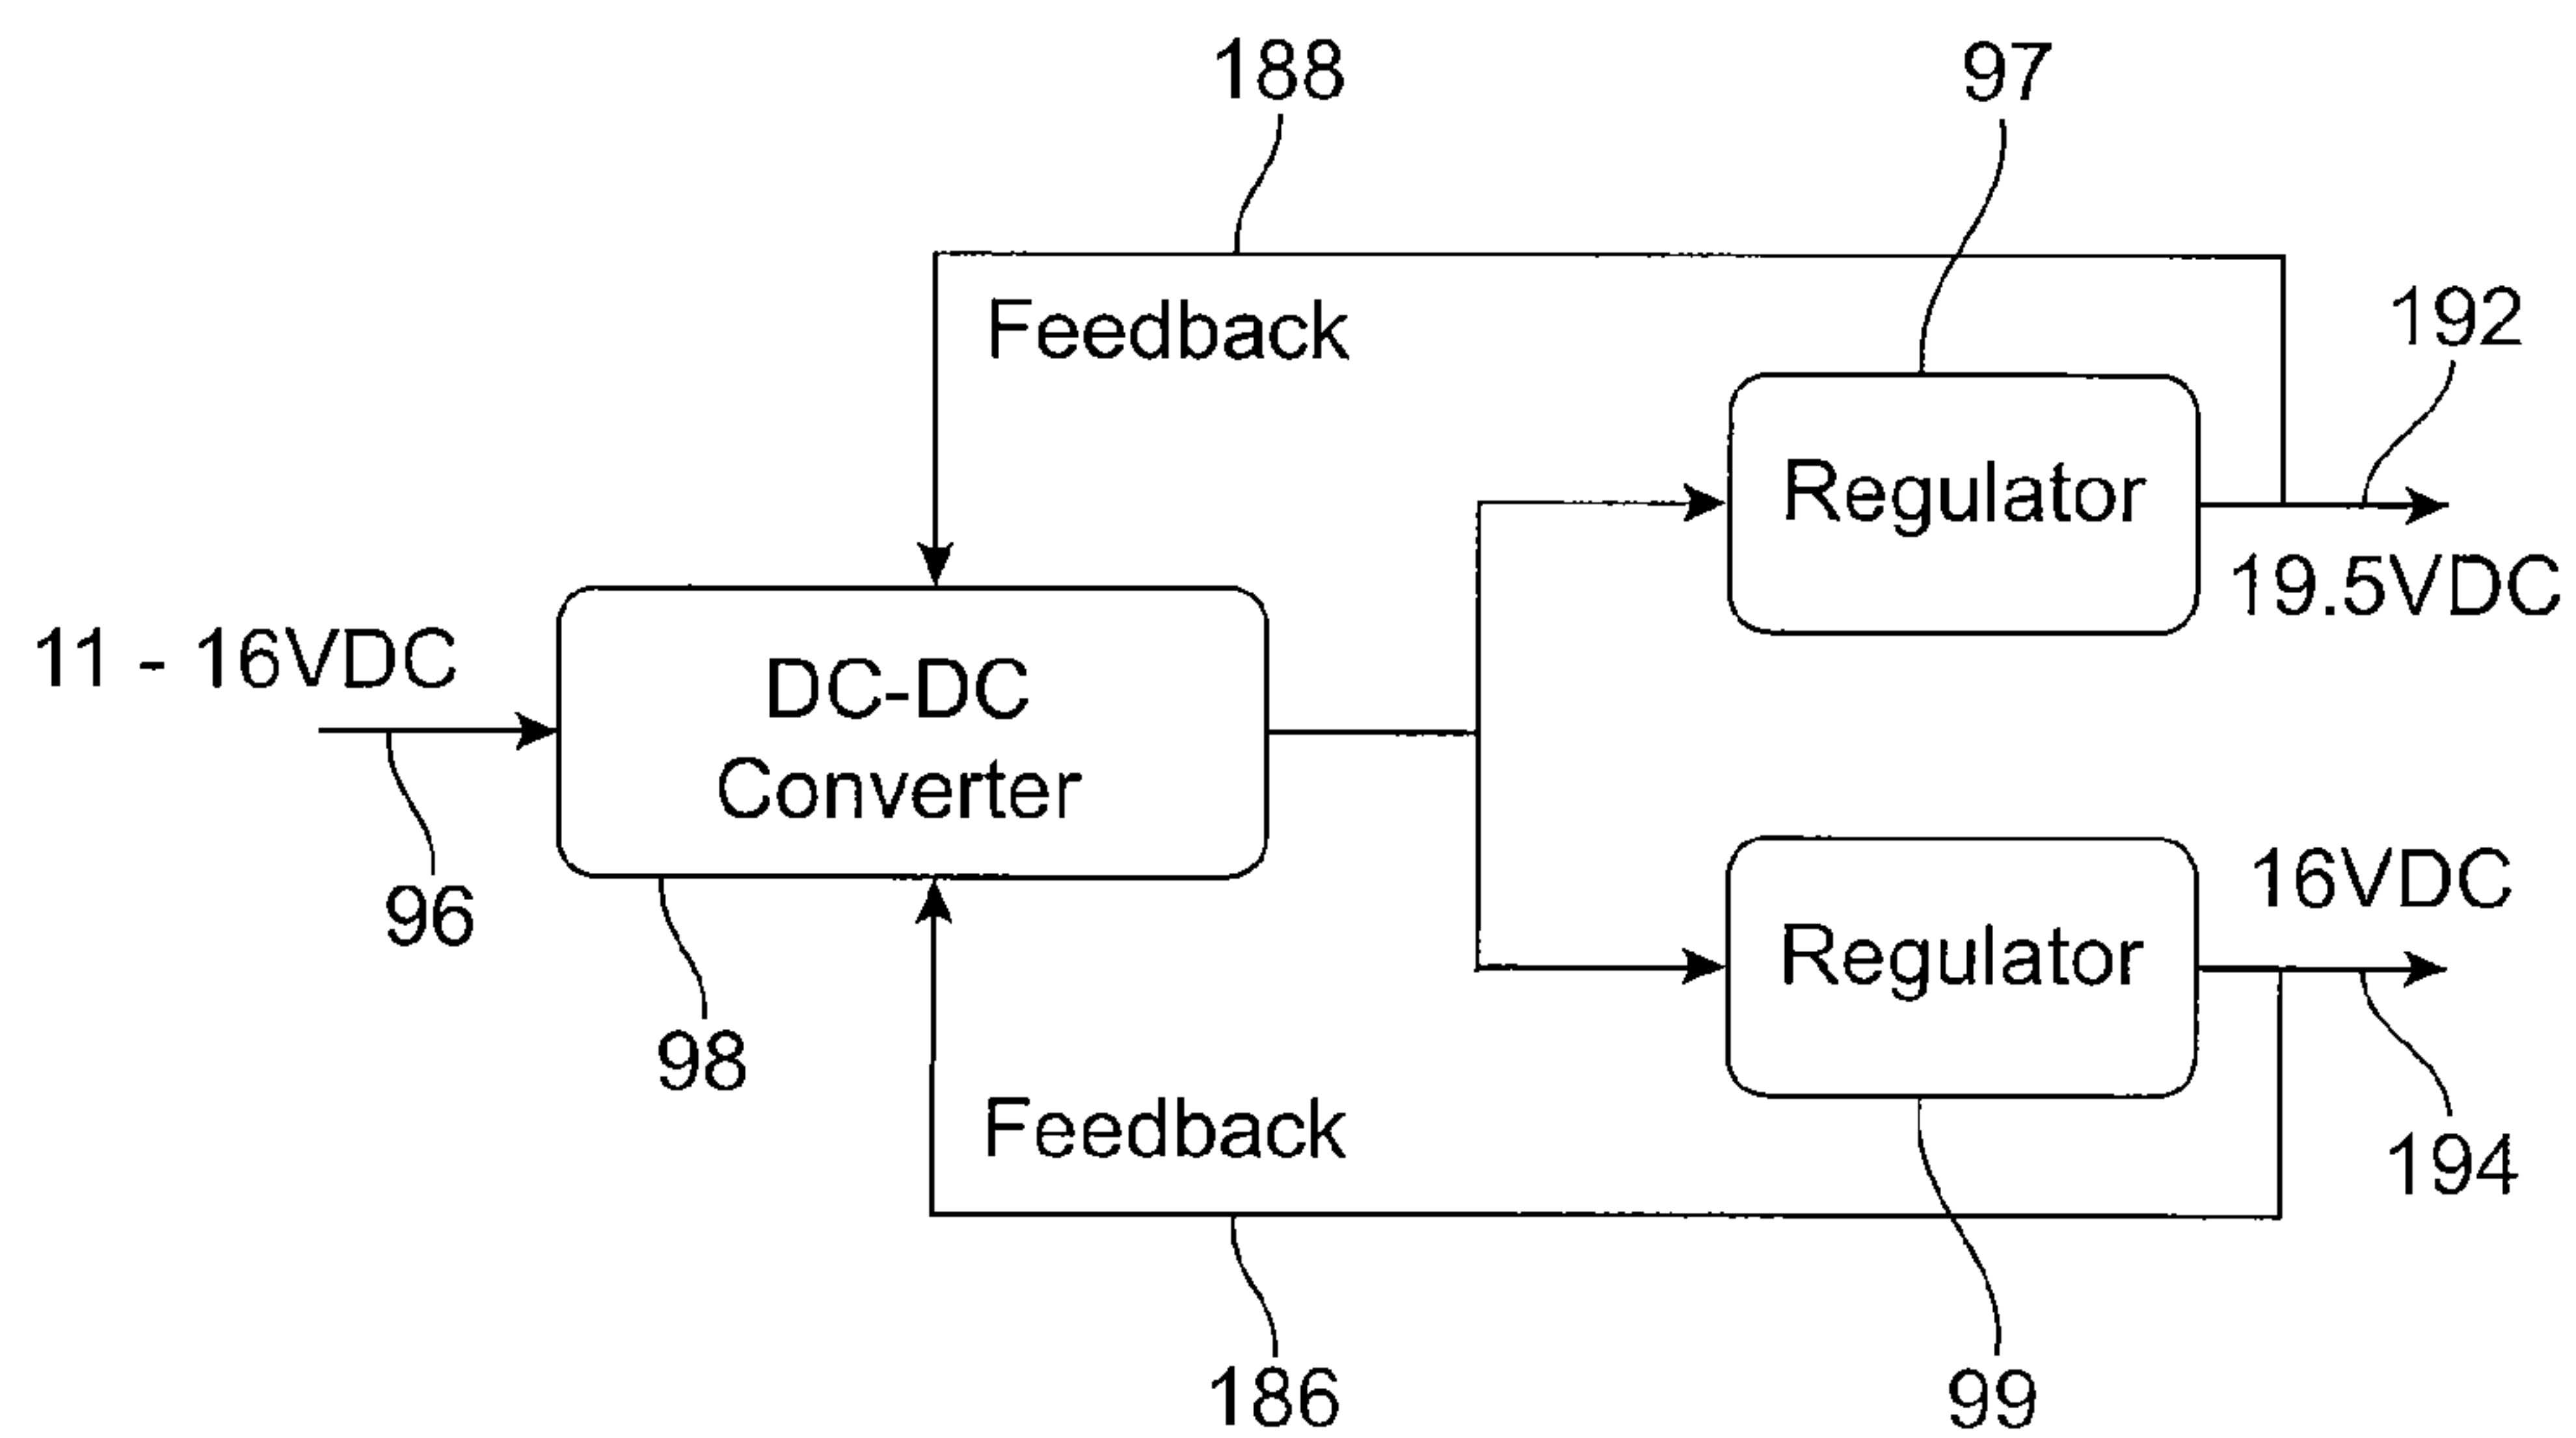 188
97
Feedback
192
Regulator
19.5VDC
11 - 16VDC
DC-DC
Converter
96
98
16VDC
Regulator
Feedback
194
186
99